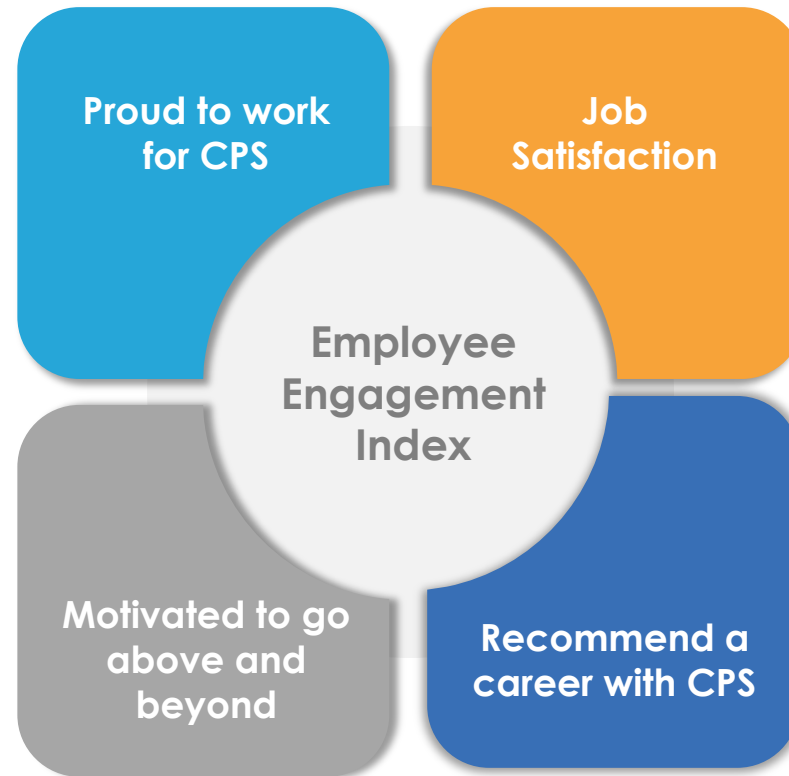 Proud to work
for CPS
Job
Satisfaction
Employee
Engagement
Index
Motivated to go
above and
beyond
Recommend a
career with CPS